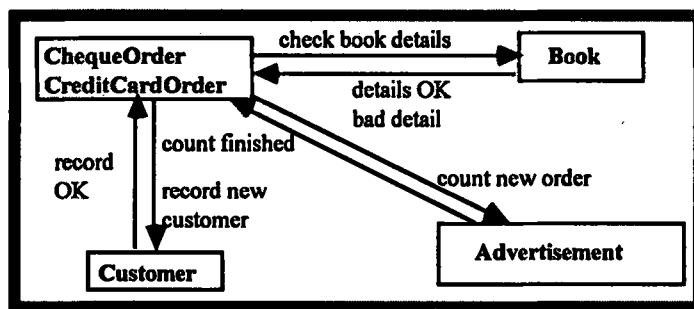 ChequeOrder
CreditCardOrder
check book details
Book
details OK
bad detail
record
OK
count finished
record new
customer
count new order
Customer
Advertisement